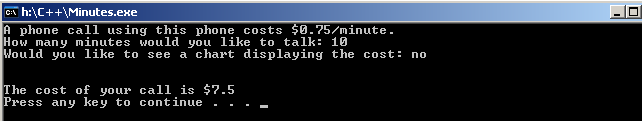 h:\C++\Minutes.exe
A phone call using this phone costs $0.75/minute.
How many minutes would you like to talk: 10
Would you like to see a chart displaying the cost: no
The cost of your call is $7.5
Press any key to continue . . . _